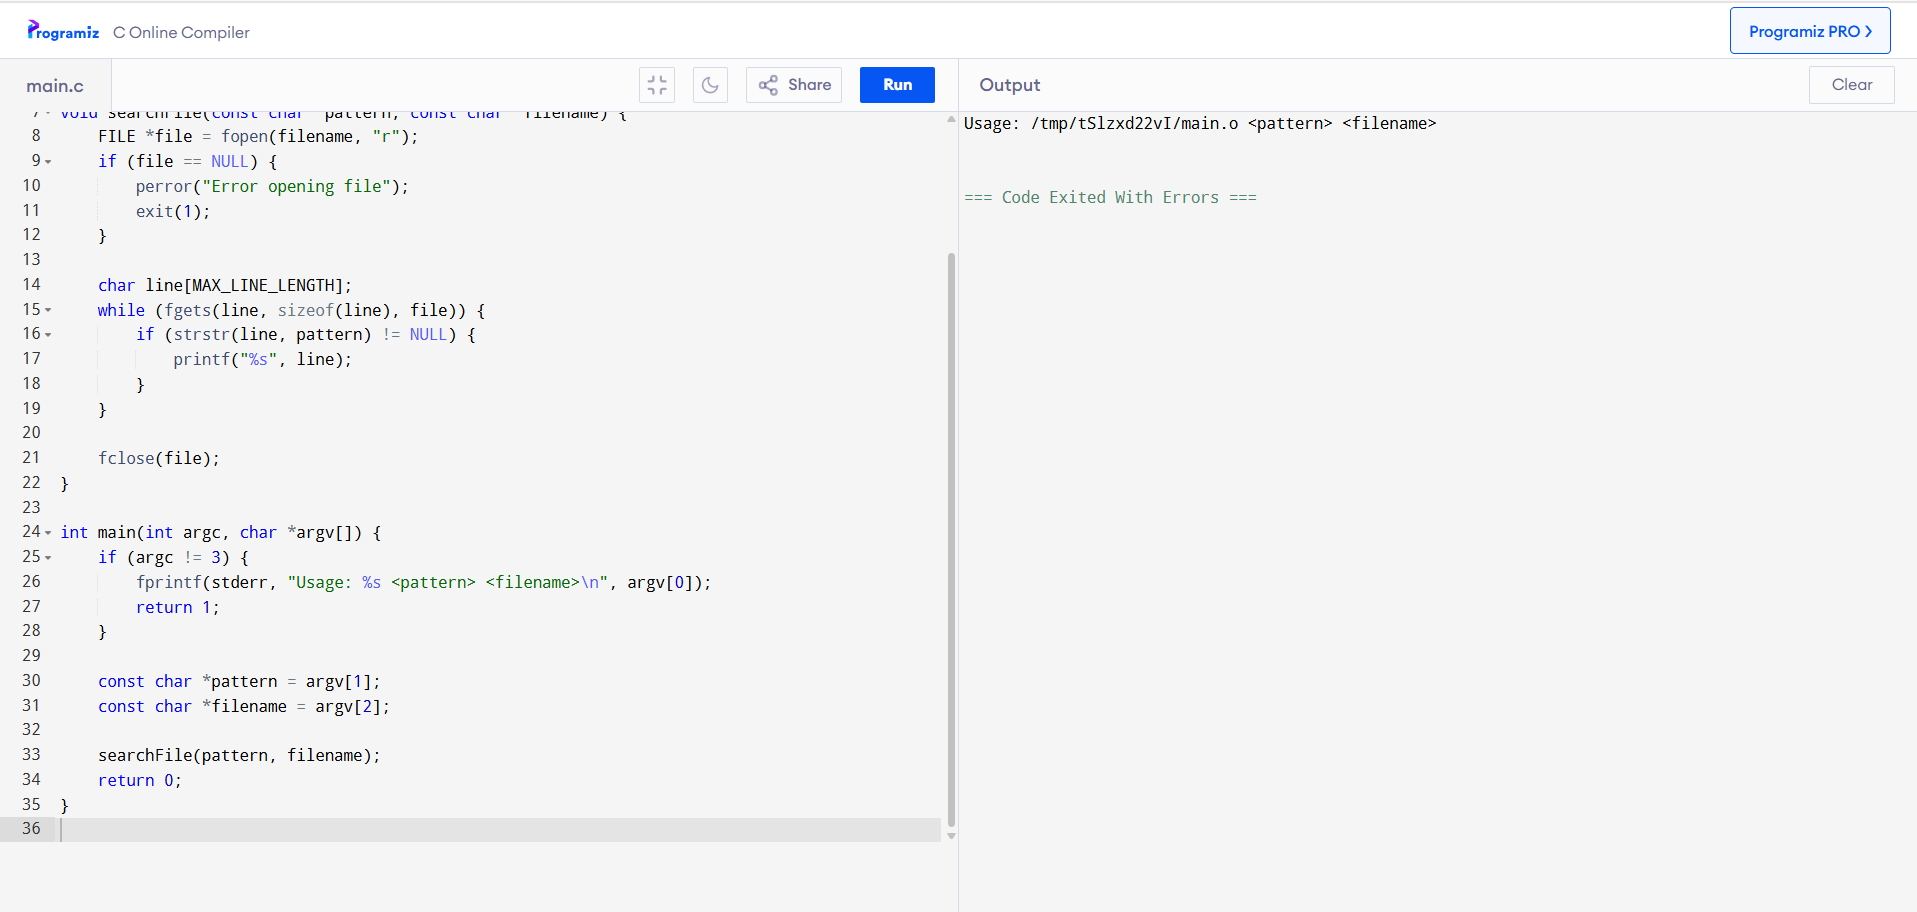 Programiz C Online Compiler
Programiz PRO
main.c
Share
Run
Output
Clear
7 void searchFile(const char *pattern, const char *filename) {
8 FILE *file = fopen(filename, "r");
9 if (file == NULL) {
10 perror("Error opening file");
11 exit(1);
12 }
13
14 char line[MAX_LINE_LENGTH];
15 while (fgets(line, sizeof(line), file)) {
16 if (strstr(line, pattern) != NULL) {
17 printf("%s", line);
18 }
19 }
20
21 fclose(file);
22 }
23
24 int main(int argc, char *argv[]) {
25 if (argc != 3) {
26 fprintf(stderr, "Usage: %s <pattern> <filename>\n", argv[0]);
27 return 1;
28 }
29
30 const char *pattern = argv[1];
31 const char *filename = argv[2];
32
33 searchFile(pattern, filename);
34 return 0;
35 }
36
Usage: /tmp/tSlzxd22vI/main.o <pattern> <filename>
=== Code Exited With Errors ===